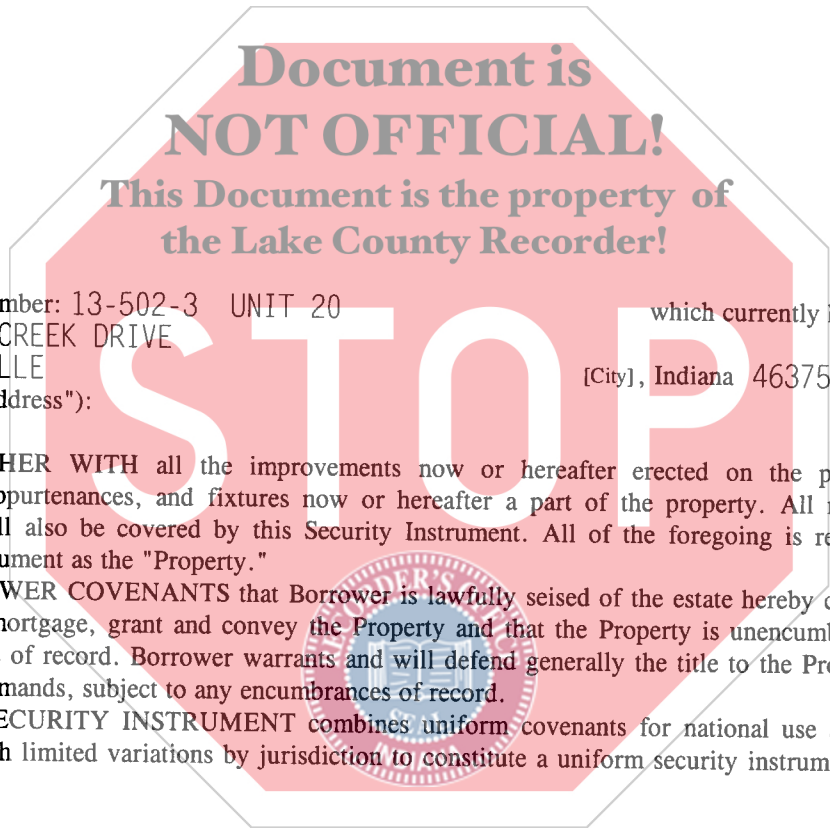 Document is
NOT OFFICIAL!
This Document is the property of
the Lake County Recorder!
mber: 13-502-3 UNIT 20 which currently
CREEK DRIVE
LLE [City], Indiana 46375
ddress"):
STOP
HER WITH all the improvements now or hereafter erected on the p
ppurtenances, and fixtures now or hereafter a part of the property. All r
ll also be covered by this Security Instrument. All of the foregoing is re
ument as the "Property."
WER COVENANTS that Borrower is lawfully seised of the estate hereby c
nortgage, grant and convey the Property and that the Property is unencumb
of record. Borrower warrants and will defend generally the title to the Pro
mands, subject to any encumbrances of record.
ECURITY INSTRUMENT combines uniform covenants for national use
h limited variations by jurisdiction to constitute a uniform security instrum
SEAL
INDIANA